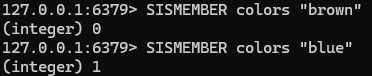 127.0.0.1:6379> SISMEMBER colors "brown"
(integer) 0
127.0.0.1:6379> SISMEMBER colors "blue"
(integer) 1